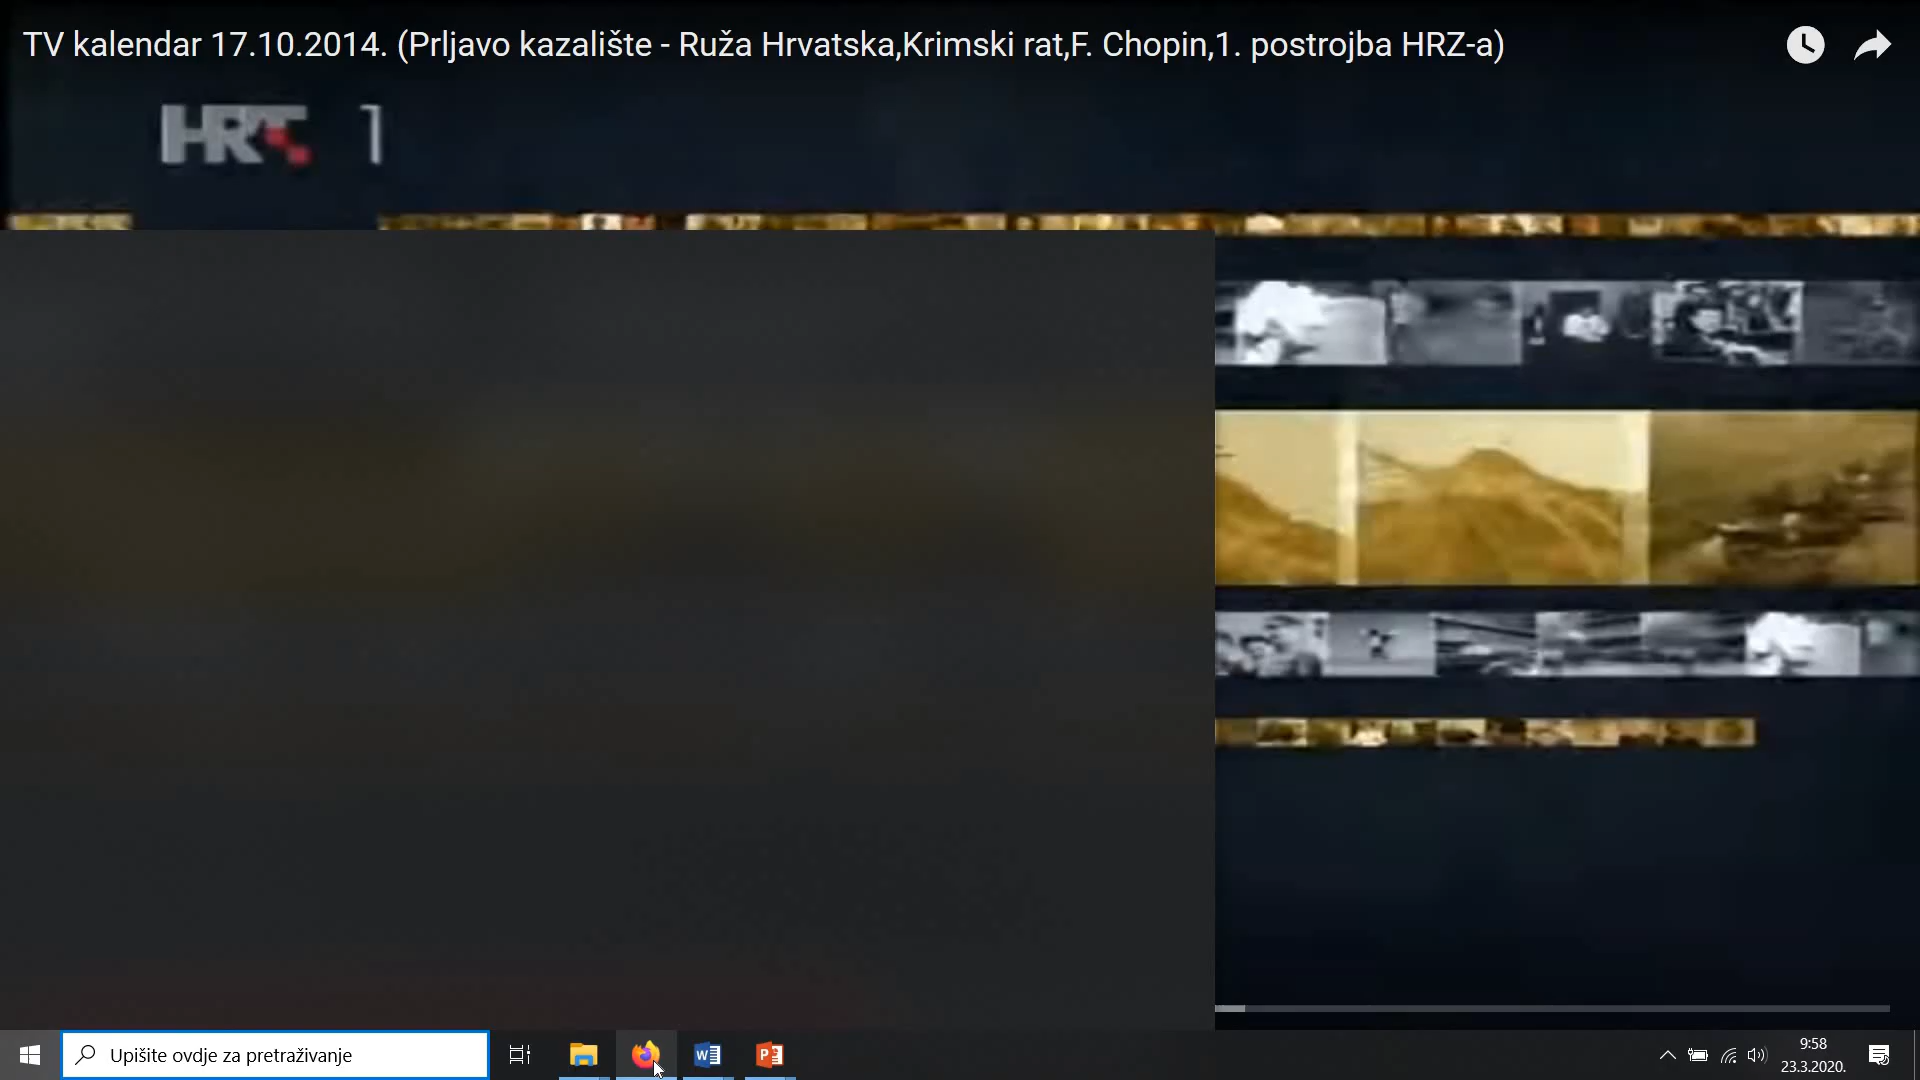 TV kalendar 17.10.2014. (Prljavo kazalište - Ruža Hrvatska,Krimski rat,F. Chopin,1. postrojba HRZ-a)
HRT 1
Upišite ovdje za pretraživanje
9:58
23.3.2020.